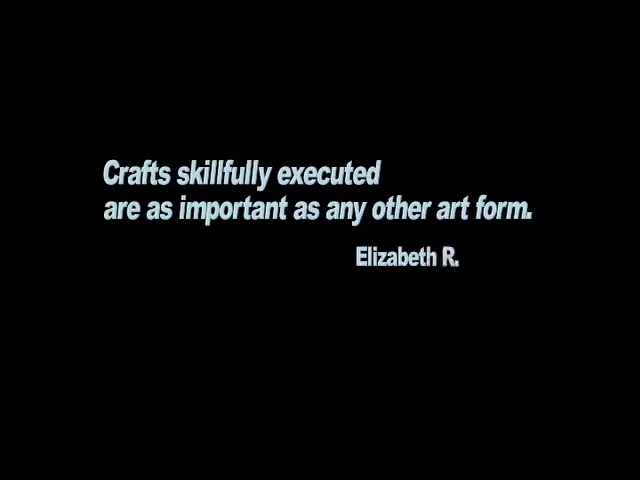 Crafts skillfully executed
are as important as any other art form.
Elizabeth R.